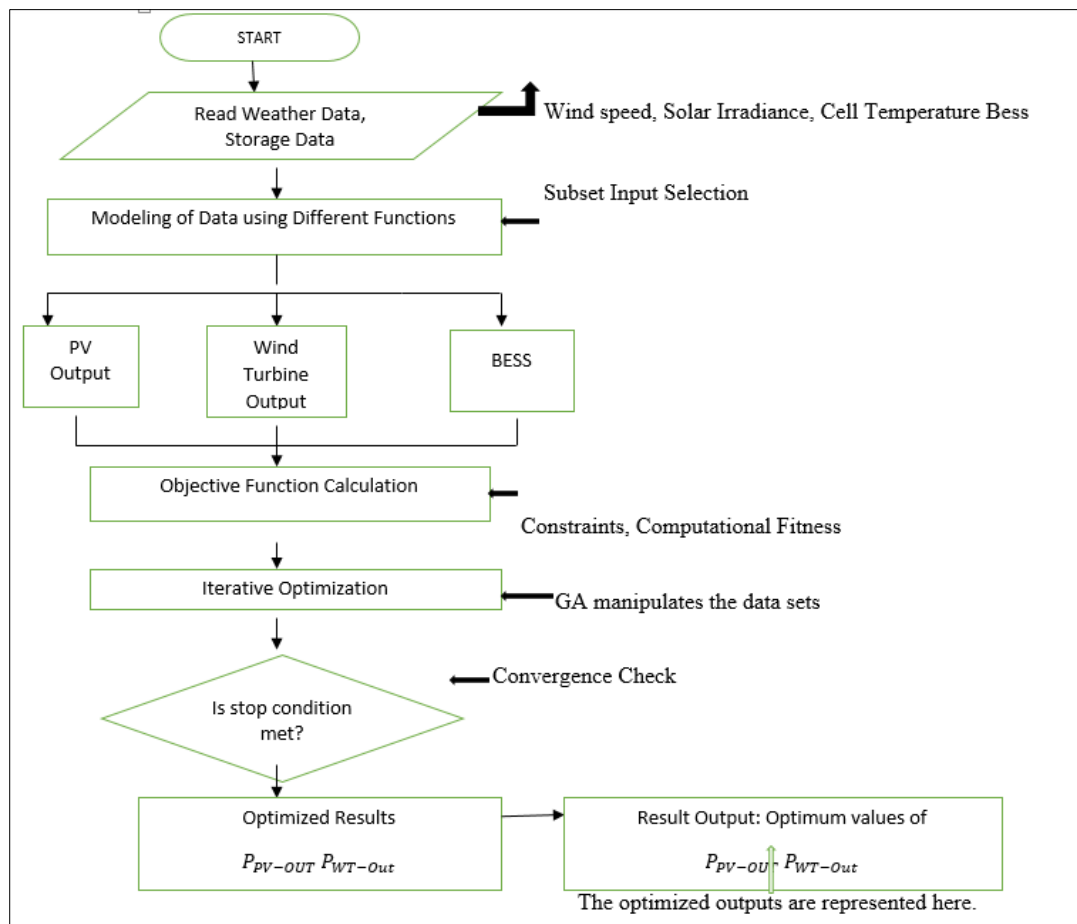 START
Read Weather Data,
Storage Data
Wind speed, Solar Irradiance, Cell Temperature Bess
Subset Input Selection
Modeling of Data using Different Functions
PV
Output
Wind
Turbine
Output
BESS
Objective Function Calculation
Constraints, Computational Fitness
Iterative Optimization
GA manipulates the data sets
Convergence Check
Is stop condition
met?
Optimized Results
P_{PV-OUT} P_{WT-Out}
Result Output: Optimum values of
P_{PV-OUT} P_{WT-Out}
The optimized outputs are represented here.